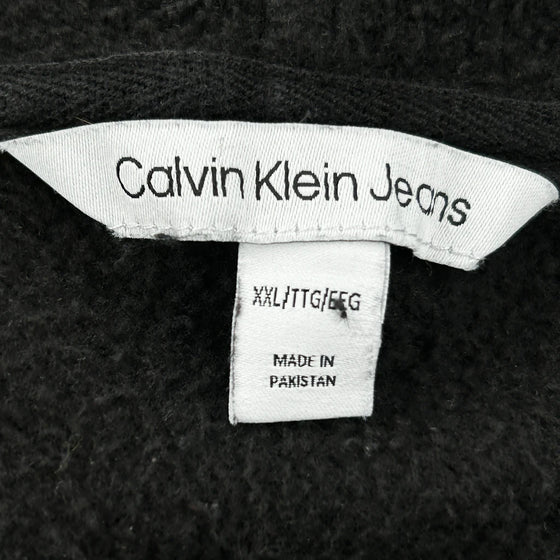 Calvin Klein Jeans
XXL/TTG/EEG
MADE IN
PAKISTAN